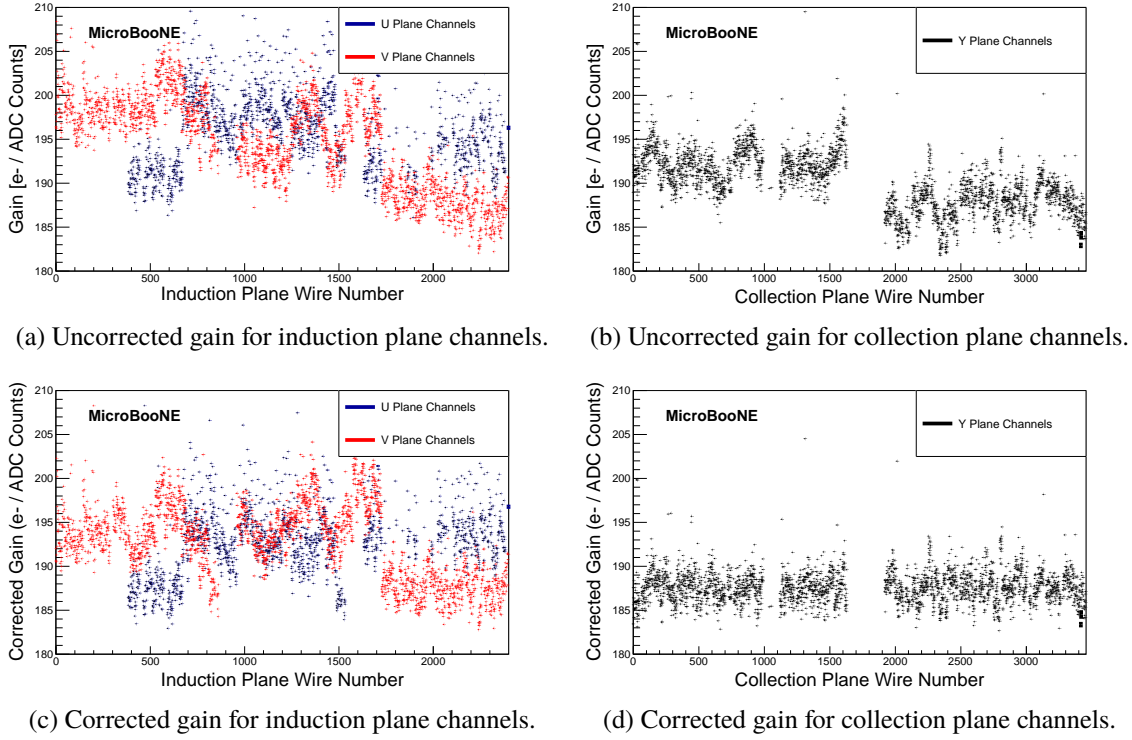 210
205
200
195
190
185
180
Gain [e- / ADC Counts]
MicroBooNE
U Plane Channels
V Plane Channels
0 500 1000 1500 2000
Induction Plane Wire Number
(a) Uncorrected gain for induction plane channels.
210
205
200
195
190
185
180
Gain [e- / ADC Counts]
MicroBooNE
Y Plane Channels
0 500 1000 1500 2000 2500 3000
Collection Plane Wire Number
(b) Uncorrected gain for collection plane channels.
210
205
200
195
190
185
180
Corrected Gain (e- / ADC Counts)
MicroBooNE
U Plane Channels
V Plane Channels
0 500 1000 1500 2000
Induction Plane Wire Number
(c) Corrected gain for induction plane channels.
210
205
200
195
190
185
180
Corrected Gain (e- / ADC Counts)
MicroBooNE
Y Plane Channels
0 500 1000 1500 2000 2500 3000
Collection Plane Wire Number
(d) Corrected gain for collection plane channels.